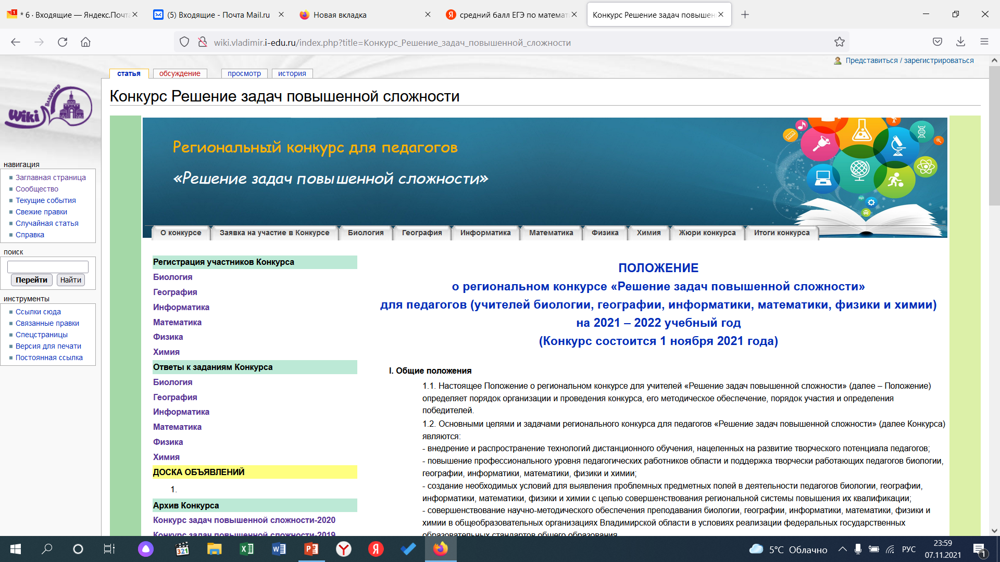 * 6 · Входящие — Яндекс.Почта
(5) Входящие - Почта Mail.ru
Новая вкладка
средний балл ЕГЭ по математ
Конкурс Решение задач повышен
wiki.vladimir.i-edu.ru/index.php?title=Конкурс_Решение_задач_повышенной_сложности
Представиться / зарегистрироваться
статья
обсуждение
просмотр
история
Wiki Владимир
Конкурс Решение задач повышенной сложности
Региональный конкурс для педагогов
«Решение задач повышенной сложности»
навигация
Заглавная страница
Сообщество
Текущие события
Свежие правки
Случайная статья
Справка
поиск
Перейти
Найти
инструменты
Ссылки сюда
Связанные правки
Спецстраницы
Версия для печати
Постоянная ссылка
О конкурсе
Заявка на участие в Конкурсе
Биология
География
Информатика
Математика
Физика
Химия
Жюри конкурса
Итоги конкурса
Регистрация участников Конкурса
Биология
География
Информатика
Математика
Физика
Химия
Ответы к заданиям Конкурса
Биология
География
Информатика
Математика
Физика
Химия
ДОСКА ОБЪЯВЛЕНИЙ
1.
Архив Конкурса
Конкурс задач повышенной сложности-2020
Конкурс задач повышенной сложности-2019
ПОЛОЖЕНИЕ
о региональном конкурсе «Решение задач повышенной сложности»
для педагогов (учителей биологии, географии, информатики, математики, физики и химии)
на 2021 – 2022 учебный год
(Конкурс состоится 1 ноября 2021 года)
I. Общие положения
1.1. Настоящее Положение о региональном конкурсе для учителей «Решение задач повышенной сложности» (далее – Положение)
определяет порядок организации и проведения конкурса, его методическое обеспечение, порядок участия и определения
победителей.
1.2. Основными целями и задачами регионального конкурса для педагогов «Решение задач повышенной сложности» (далее Конкурса)
являются:
- внедрение и распространение технологий дистанционного обучения, нацеленных на развитие творческого потенциала педагогов;
- повышение профессионального уровня педагогических работников области и поддержка творчески работающих педагогов биологии,
географии, информатики, математики, физики и химии;
- создание необходимых условий для выявления проблемных предметных полей в деятельности педагогов биологии, географии,
информатики, математики, физики и химии с целью совершенствования региональной системы повышения их квалификации;
- совершенствование научно-методического обеспечения преподавания биологии, географии, информатики, математики, физики и
химии в общеобразовательных организациях Владимирской области в условиях реализации федеральных государственных
образовательных стандартов общего образования
5°C Облачно
РУС
23:59
07.11.2021
1